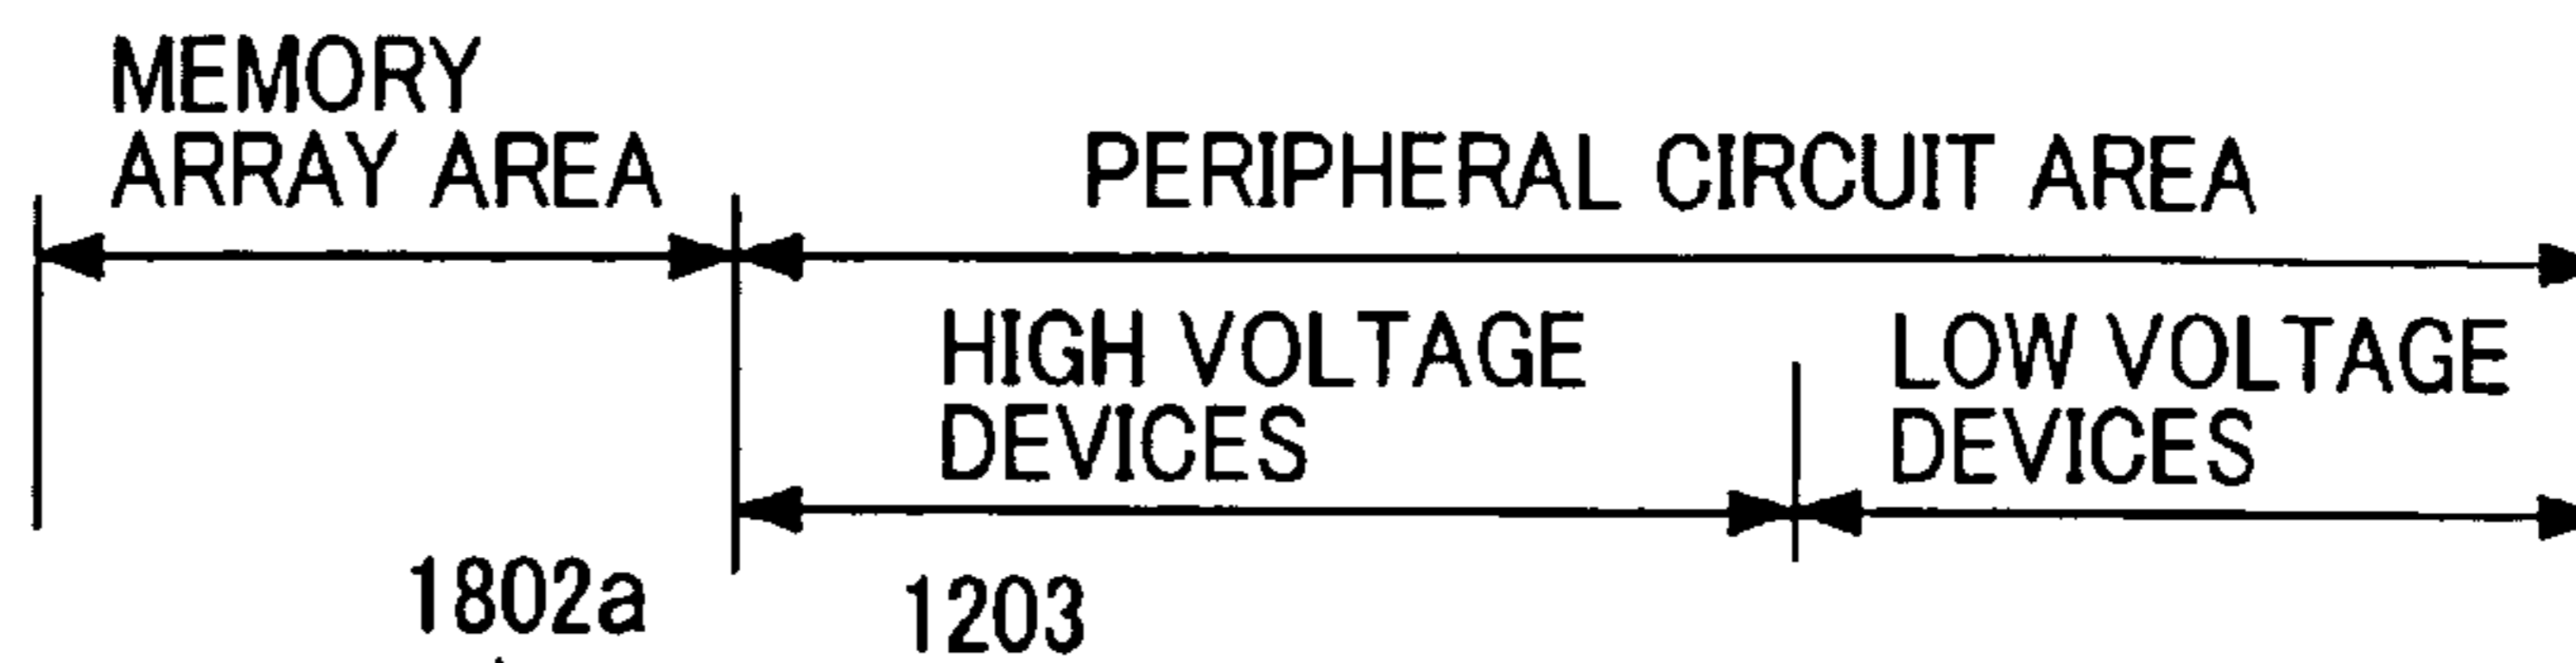 MEMORY
ARRAY AREA
PERIPHERAL CIRCUIT AREA
HIGH VOLTAGE
DEVICES
LOW VOLTAGE
DEVICES
1802a
1203